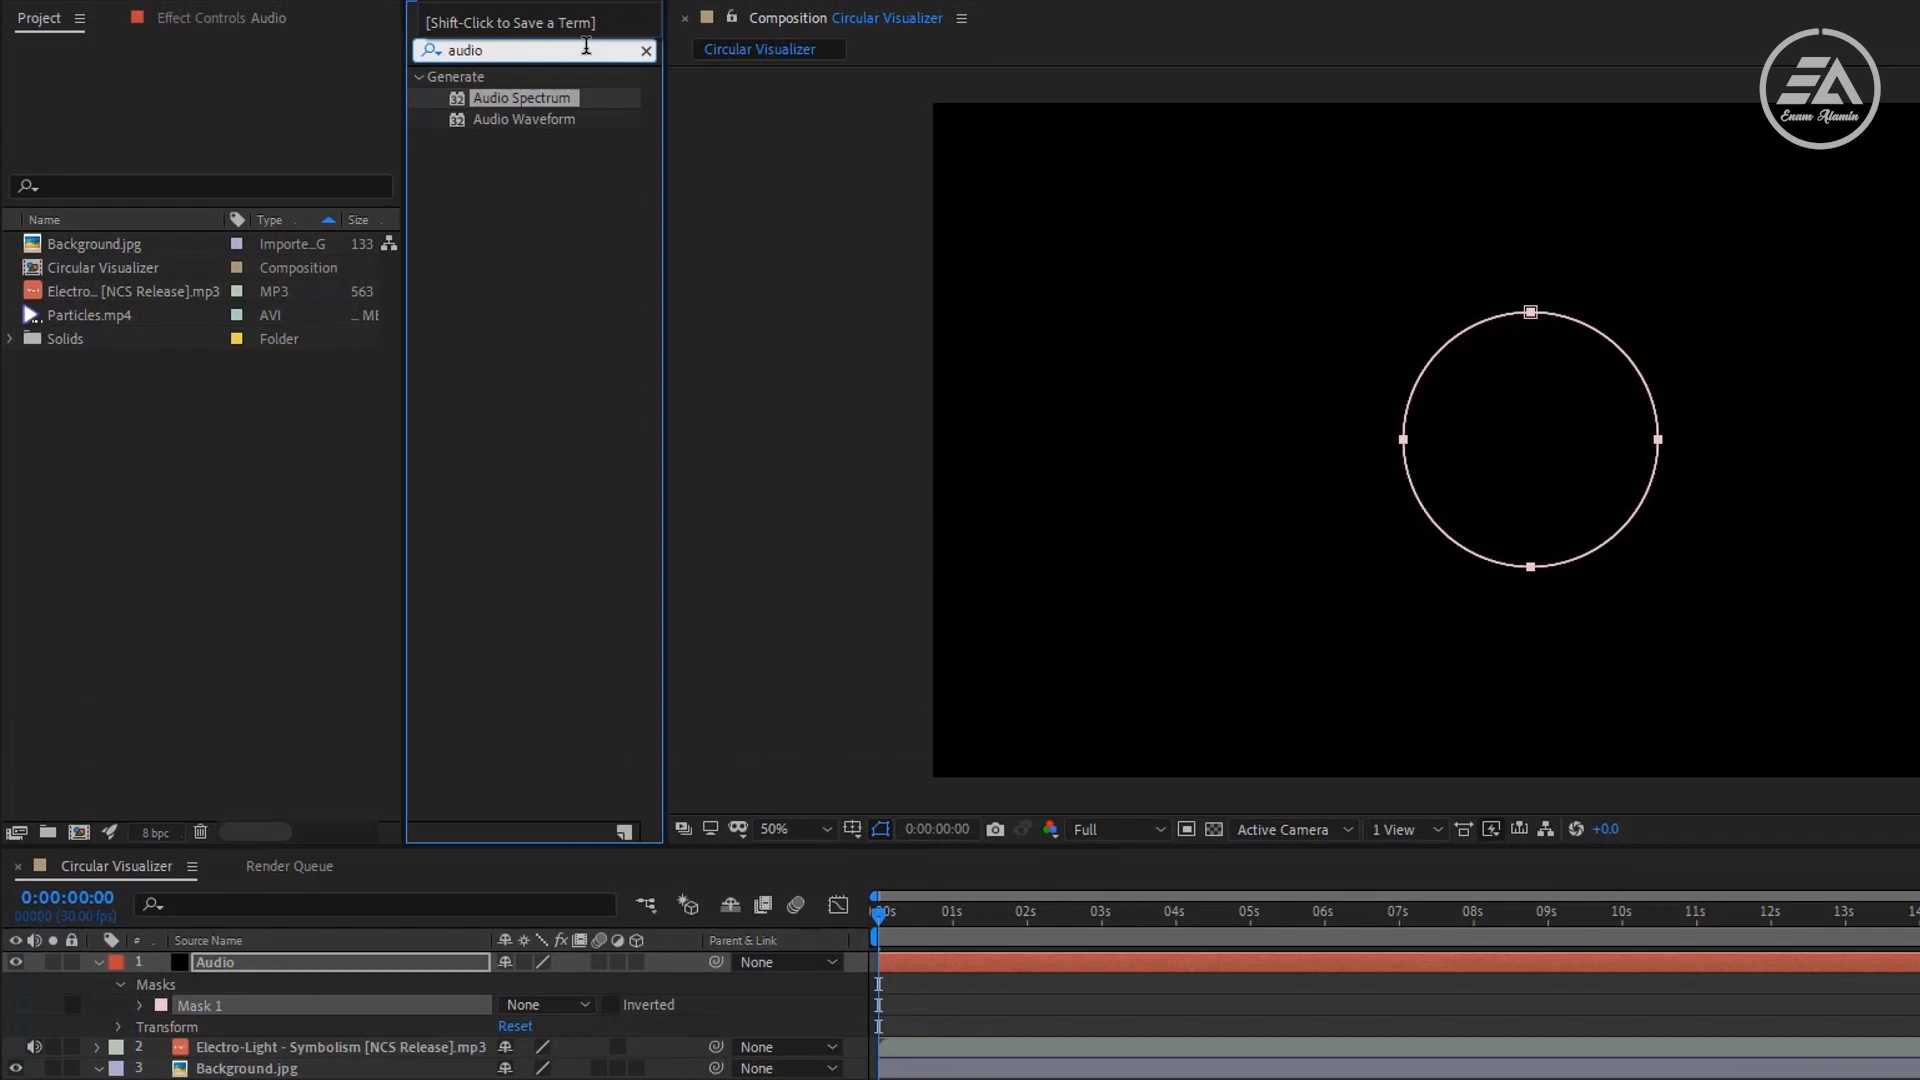 Project
Effect Controls Audio
[Shift-Click to Save a Term]
audio
Generate
Audio Spectrum
Audio Waveform
Composition Circular Visualizer
Circular Visualizer
EA
Enam Alamin
Name
Type
Size
Background.jpg
Importe...G
133
Circular Visualizer
Composition
Electro... [NCS Release].mp3
MP3
563
Particles.mp4
AVI
... ME
Solids
Folder
8 bpc
50%
0:00:00:00
Full
Active Camera
1 View
+0.0
Circular Visualizer
Render Queue
0:00:00:00
00000 (30.00 fps)
:00s
01s
02s
03s
04s
05s
06s
07s
08s
09s
10s
11s
12s
13s
14
#
Source Name
Parent & Link
1
Audio
None
Masks
Mask 1
None
Inverted
Transform
Reset
2
Electro-Light - Symbolism [NCS Release].mp3
None
3
Background.jpg
None